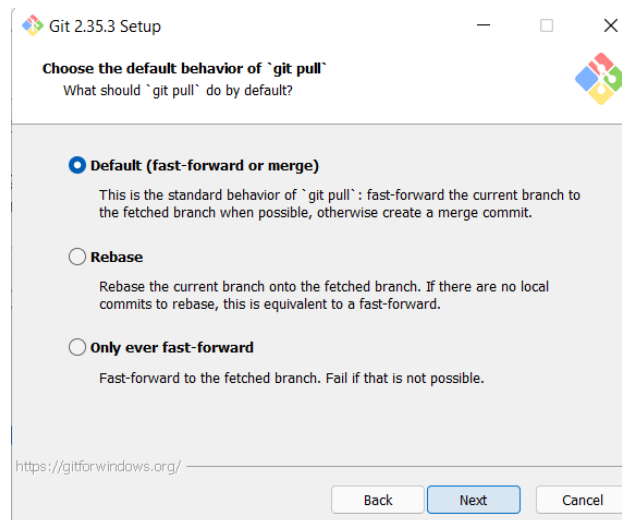 Git 2.35.3 Setup
Choose the default behavior of `git pull`
What should `git pull` do by default?
Default (fast-forward or merge)
This is the standard behavior of `git pull`: fast-forward the current branch to
the fetched branch when possible, otherwise create a merge commit.
Rebase
Rebase the current branch onto the fetched branch. If there are no local
commits to rebase, this is equivalent to a fast-forward.
Only ever fast-forward
Fast-forward to the fetched branch. Fail if that is not possible.
https://gitforwindows.org/
Back Next Cancel